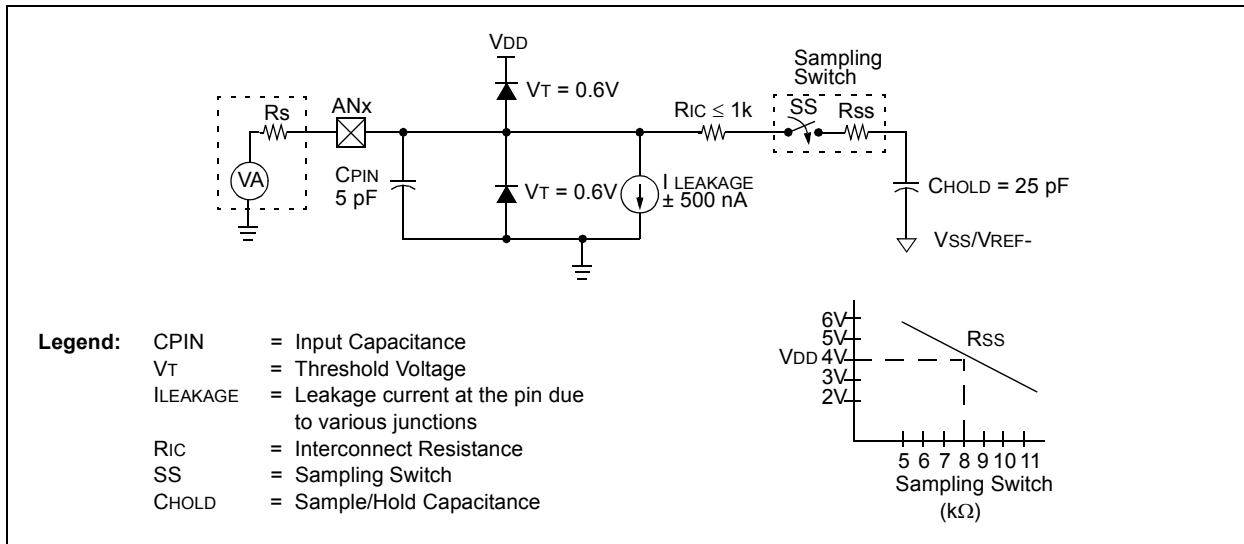 VDD
Sampling
Switch
VT = 0.6V
Rs
ANx
RIC ≤ 1k
SS
RSS
VA
CPIN
5 pF
VT = 0.6V
I LEAKAGE
± 500 nA
CHOLD = 25 pF
VSS/VREF-
Legend: CPIN = Input Capacitance
VT = Threshold Voltage
ILEAKAGE = Leakage current at the pin due
to various junctions
RIC = Interconnect Resistance
SS = Sampling Switch
CHOLD = Sample/Hold Capacitance
6V
5V
VDD 4V
3V
2V
RSS
5 6 7 8 9 10 11
Sampling Switch
(kΩ)